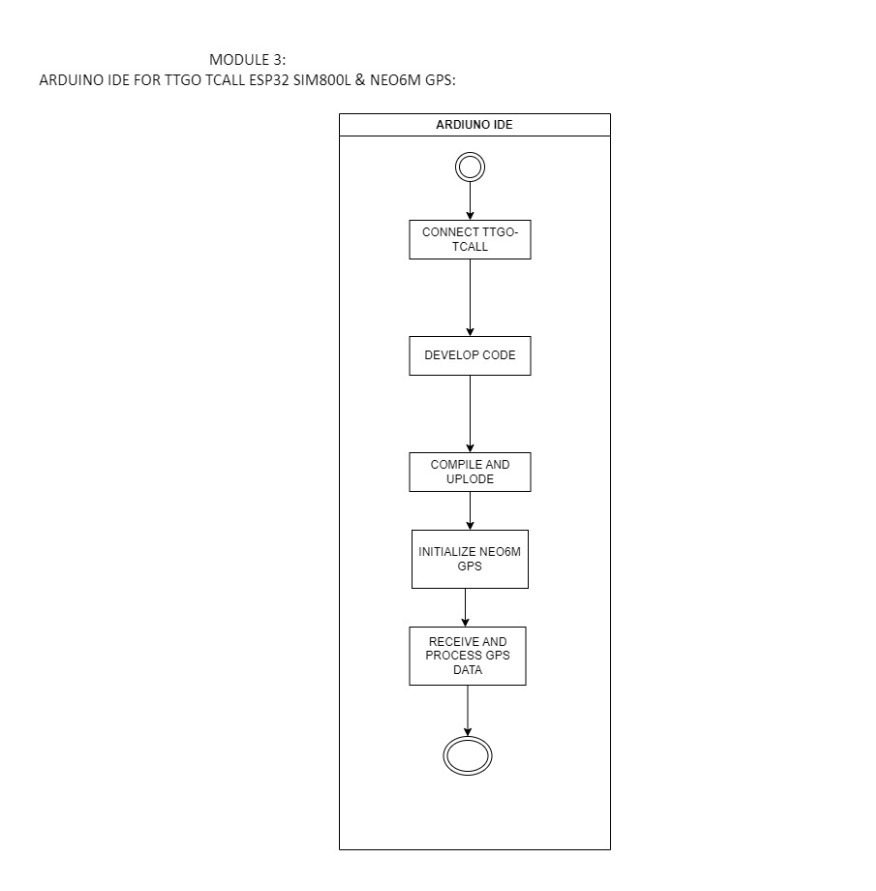 MODULE 3:
ARDUINO IDE FOR TTGO TCALL ESP32 SIM800L & NEO6M GPS:
ARDIUNO IDE
CONNECT TTGO-
TCALL
DEVELOP CODE
COMPILE AND
UPLODE
INITIALIZE NEO6M
GPS
RECEIVE AND
PROCESS GPS
DATA